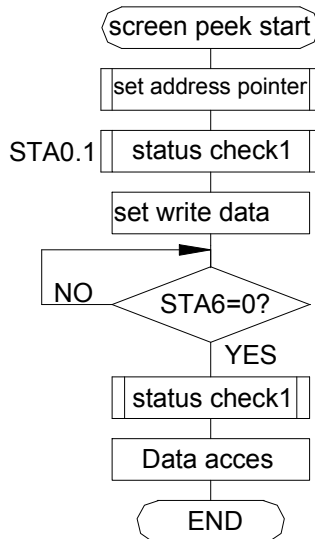 screen peek start
set address pointer
STA0.1
status check1
set write data
NO
STA6=0?
YES
status check1
Data acces
END